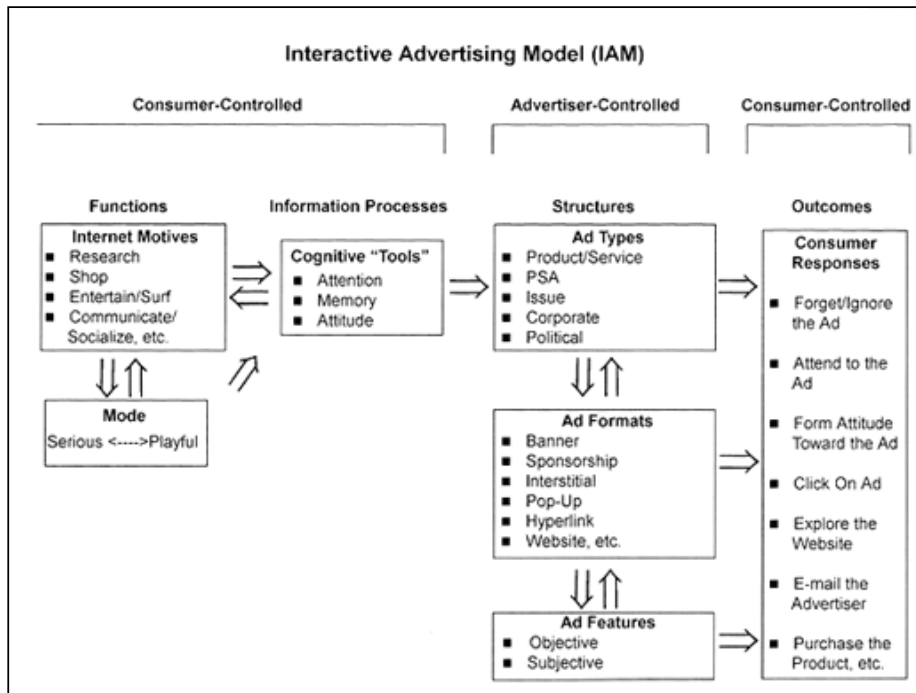 Interactive Advertising Model (IAM)
Consumer-Controlled
Advertiser-Controlled
Consumer-Controlled
Functions
Information Processes
Structures
Outcomes
Internet Motives
■ Research
■ Shop
■ Entertain/Surf
■ Communicate/
Socialize, etc.
Mode
Serious <---->Playful
Cognitive “Tools”
■ Attention
■ Memory
■ Attitude
Ad Types
■ Product/Service
■ PSA
■ Issue
■ Corporate
■ Political
Ad Formats
■ Banner
■ Sponsorship
■ Interstitial
■ Pop-Up
■ Hyperlink
■ Website, etc.
Ad Features
■ Objective
■ Subjective
Consumer
Responses
■ Forget/Ignore
the Ad
■ Attend to the
Ad
■ Form Attitude
Toward the Ad
■ Click On Ad
■ Explore the
Website
■ E-mail the
Advertiser
■ Purchase the
Product, etc.